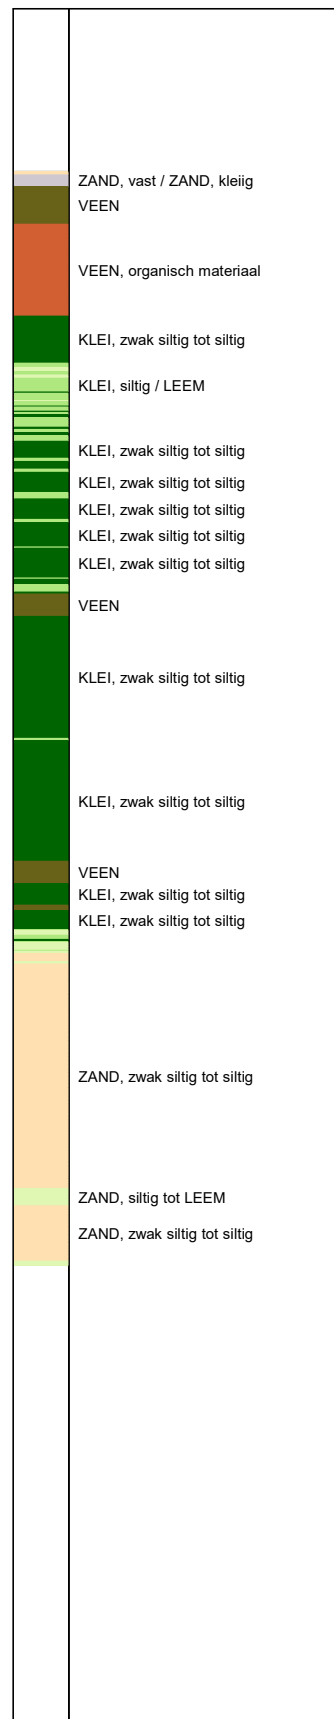 ZAND, vast / ZAND, kleiig
VEEN
VEEN, organisch materiaal
KLEI, zwak siltig tot siltig
KLEI, siltig / LEEM
KLEI, zwak siltig tot siltig
KLEI, zwak siltig tot siltig
KLEI, zwak siltig tot siltig
KLEI, zwak siltig tot siltig
KLEI, zwak siltig tot siltig
VEEN
KLEI, zwak siltig tot siltig
KLEI, zwak siltig tot siltig
VEEN
KLEI, zwak siltig tot siltig
KLEI, zwak siltig tot siltig
ZAND, zwak siltig tot siltig
ZAND, siltig tot LEEM
ZAND, zwak siltig tot siltig